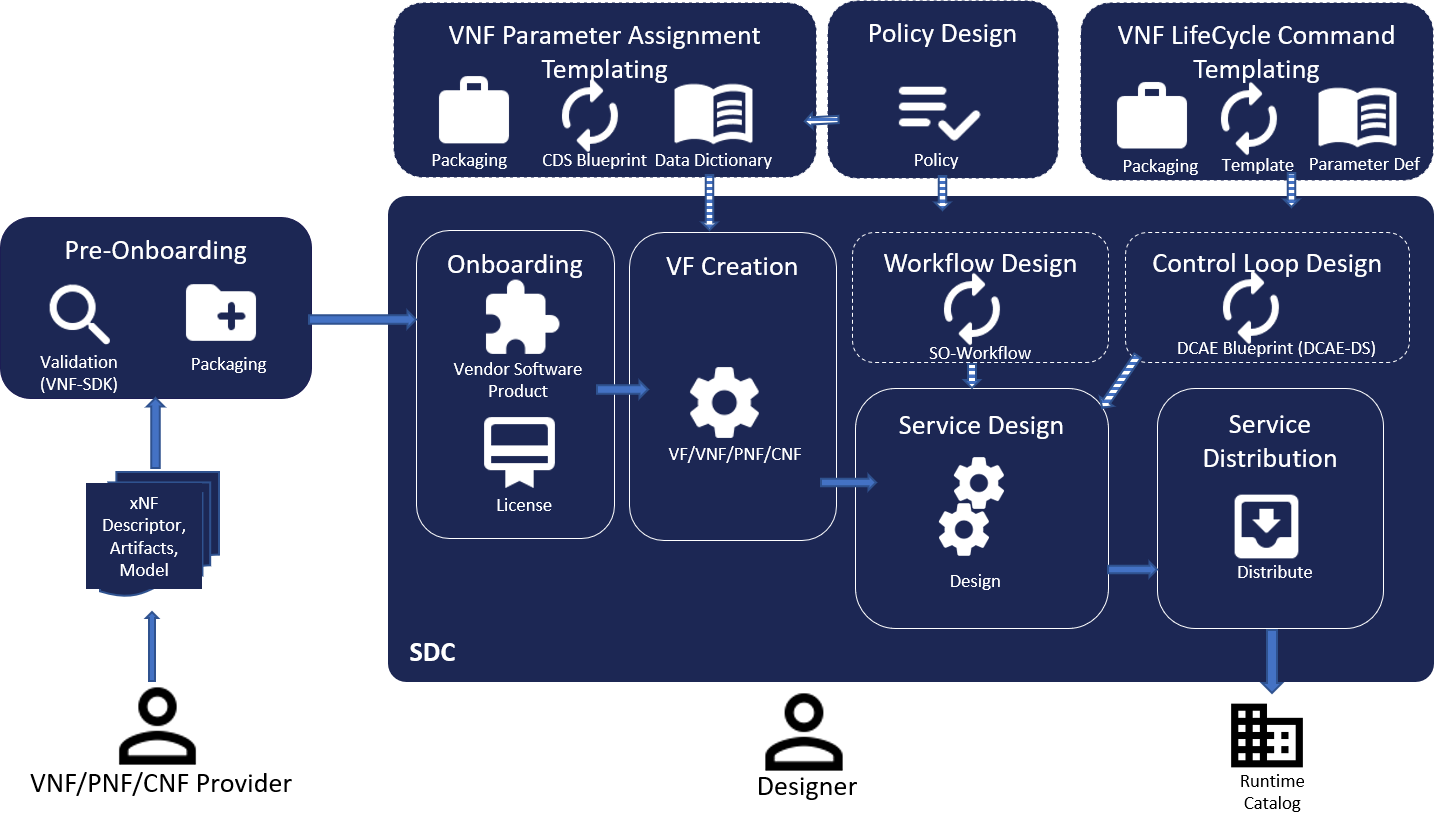 VNF Parameter Assignment
Templating
Packaging
CDS Blueprint
Data Dictionary
Policy Design
Policy
VNF LifeCycle Command
Templating
Packaging
Template
Parameter Def
Pre-Onboarding
Validation
(VNF-SDK)
Packaging
Onboarding
Vendor Software
Product
License
VF Creation
VF/VNF/PNF/CNF
Workflow Design
SO-Workflow
Control Loop Design
DCAE Blueprint (DCAE-DS)
Service Design
Design
Service
Distribution
Distribute
xNF
Descriptor,
Artifacts,
Model
SDC
VNF/PNF/CNF Provider
Designer
Runtime
Catalog